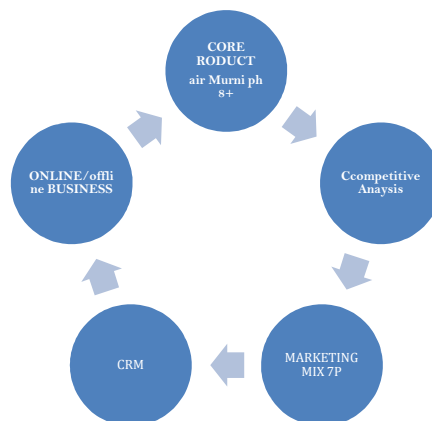 CORE
RODUCT
air Murni ph
8+
Ccompetitive
Anaysis
MARKETING
MIX 7P
CRM
ONLINE/offli
ne BUSINESS